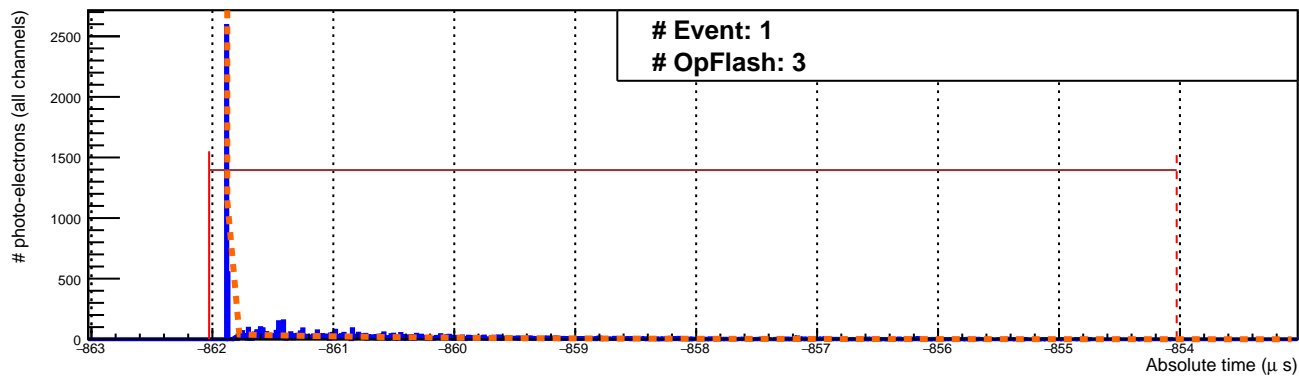 # Event: 1
# OpFlash: 3
# photo-electrons (all channels)
2500
2000
1500
1000
500
0
−863 −862 −861 −860 −859 −858 −857 −856 −855 −854
Absolute time (μ s)